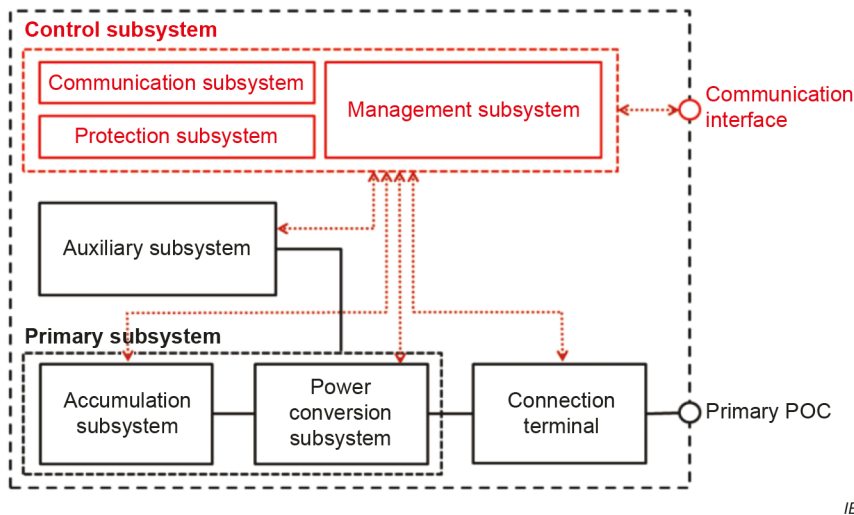 Control subsystem
Communication subsystem
Protection subsystem
Management subsystem
Communication
interface
Auxiliary subsystem
Primary subsystem
Accumulation
subsystem
Power
conversion
subsystem
Connection
terminal
Primary POC